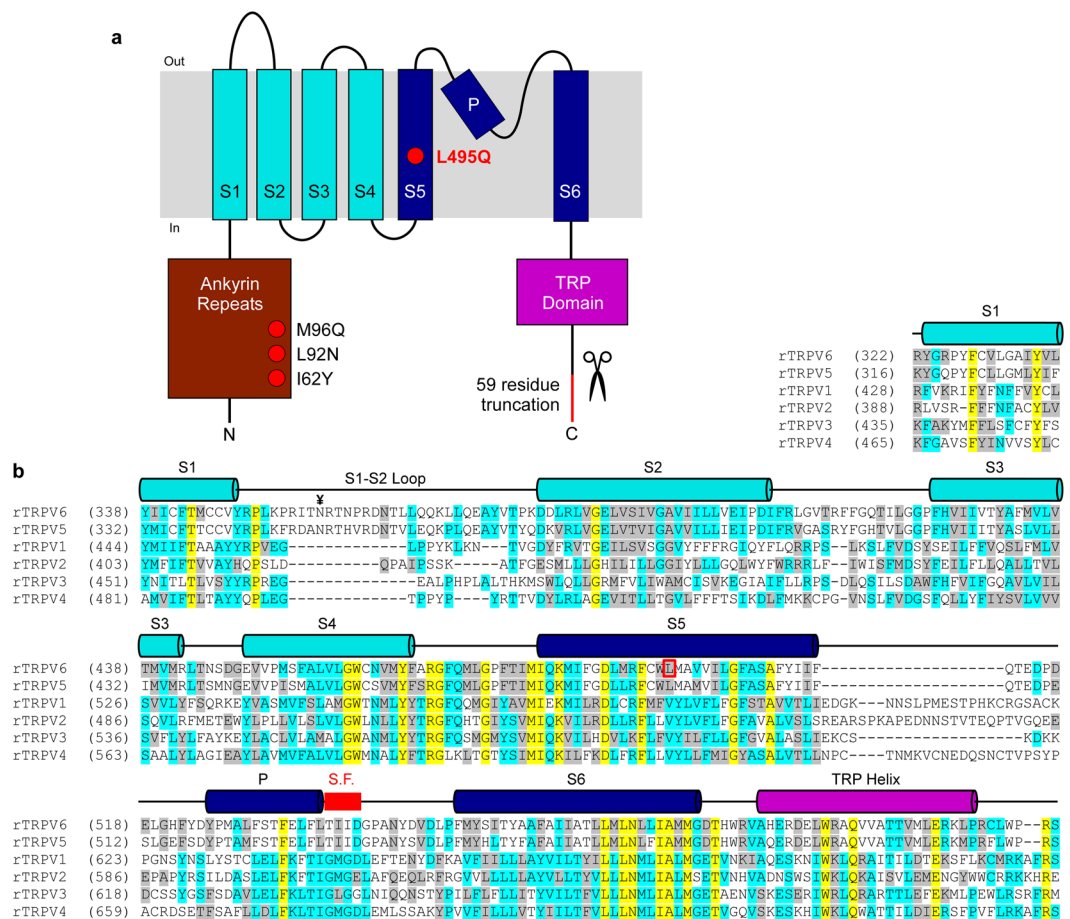 a
Out
In
S1 S2 S3 S4 S5 P S6
L495Q
Ankyrin
Repeats
M96Q
L92N
I62Y
N
TRP
Domain
59 residue
truncation
C
S1
rTRPV6 (322) RYGRPYFCVLGAIYVL
rTRPV5 (316) KYGQPYFCLLGMLYIF
rTRPV1 (428) RFVKRIFYFNFFVYCL
rTRPV2 (388) RLVSR-FFFNFACYLV
rTRPV3 (435) KFAKYMFFLSFCFYFS
rTRPV4 (465) KFGAVSFYINVVSYLC
b
S1 S1-S2 Loop S2 S3
¥
rTRPV6 (338) YIICFTMCCVYRPLKPRITNRTNPRDNTLLQQKLLQEAYVTPKDDLRLVGELVSIVGAVIILLVEIPDIFRLGVTRFFGQTILGGPFHVIIVTYAFMVLV
rTRPV5 (332) YMICFTTCCVYRPLKFRDANRTHVRDNTVLEQKPLQEAYVTYQDKVRLVGELVTVIGAVIILLLEIPDIFRVGASRYFGHTVLGGPFHVIIITYASLVLL
rTRPV1 (444) YMIIFTAAAYYRPVEG------------LPPYKLKN----TVGDYFRVTGEILSVSGGVYFFFRGIQYFLQRRPS--LKSLFVDSYSEILFFVQSLFMLV
rTRPV2 (403) YMFIFTVVAYHQPSLD----------QPAIPSSK------ATFGESMLLLGHILILLGGIYLLLGQLWYFWRRRLF--IWISFMDSYFEILFLLQALLTVL
rTRPV3 (451) YNITLTLVSYYRPREG--------------EALPHPLALTHKMSWLQLLGRMFVLIWAMCISVKEGIAIFLLRPS-DLQSILSDAWFHFVIFGQAVLVIL
rTRPV4 (481) AMVIFTLTAYYQPLEG------------TPPYP----YRTTVDYLRLAGEVITLLTGVLFFFTSIKDLFMKKCPG-VNSLFVDGSFQLLYFIYSVLVVV
S3 S4 S5
rTRPV6 (438) TMVMRLTNSDGEVVPMSFALVLGWCNVMYFARGFQMLGPFTIMIQKMIFGDLMRFCWLMAVVILGFASAFYIIF--------------------QTEDPD
rTRPV5 (432) IMVMRLTSMNGEVVPISMALVLGWCSVMYFSRGFQMLGPFTIMIQKMIFGDLLRFCWLMAMVILGFASAFYIIF--------------------QTEDPE
rTRPV1 (526) SVVLYFSQRKEYVASMVFSLAMGWTNMLYYTRGFQQMGIYAVMIEKMILRDLCRFMFVYLVFLFGFSTAVVTLIEDGK---NNSLPMESTPHKCRGSACK
rTRPV2 (486) SQVLRFMETEWYLPLLVLSLVLGWLNLLYYTRGFQHTGIYSVMIQKVILRDLLRFLLVYLVFLFGFAVALVSLSREARSPKAPEDNNSTVTEQPTVGQEE
rTRPV3 (536) SVFLYLFAYKEYLACLVLAMALGWANMLYYTRGFQSMGMYSVMIQKVILHDVLKFLFVYILFLLGFGVALASLIEKCS-------------------KDKK
rTRPV4 (563) SAALYLAGIEAYLAVMVFALVLGWMNALYFTRGLKLTGTYSIMIQKILFKDLFRFLLVYLLFMIGYASALVTLLNPC----TNMKVCNEDQSNCTVPSYP
P S.F. S6 TRP Helix
rTRPV6 (518) ELGHFYDYPMALFSTFELFLTIIDGPANYDVDLPFMYSITYAAFAIIATLLMLNLLIAMMGDTHWRVAHERDELWRAQVVATTVMLERKLPRCLWP--RS
rTRPV5 (512) SLGEFSDYPTAMFSTFELFLTIIDGPANYSVDLPFMYHLTYFAFAIIATLLMLNLLIAMMGDTHWRVAQERDELWRAQVVATTVMLERKMPRFLWP--RS
rTRPV1 (623) PGNSYNSLYSTCLELFKFTIGMGDLEFTENYDFKAVFIILLLAYVILTYILLLNMLIALMGETVNKIAQESKNIWKLQRAITILDTEKSFLKCMRKAFRS
rTRPV2 (586) EPAPYRSILDASLELFKFTIGMGELAFQEQLRFRGVVLLLLLAYVLLTYVLLLNMLIALMSETVNHVADNSWSIWKLQKAISVLEMENGYWWCRRKKHRE
rTRPV3 (618) DCSSYGSFSDAVLELFKLTIGLGDLNIQQNSTYPILFLFLLITYVILTFVLLLNMLIALMGETAENVSKESERIWRLQRARTTLEFEKMLPEWLRSRFRM
rTRPV4 (659) ACRDSETFSAFLLDLFKLTIGMGDLEMLSSAKYPVVFILLLVTYIILTFVLLLNMLIALMGETVGQVSKESKHIWKLQWATTILDIERSFPVFLRKAFRS